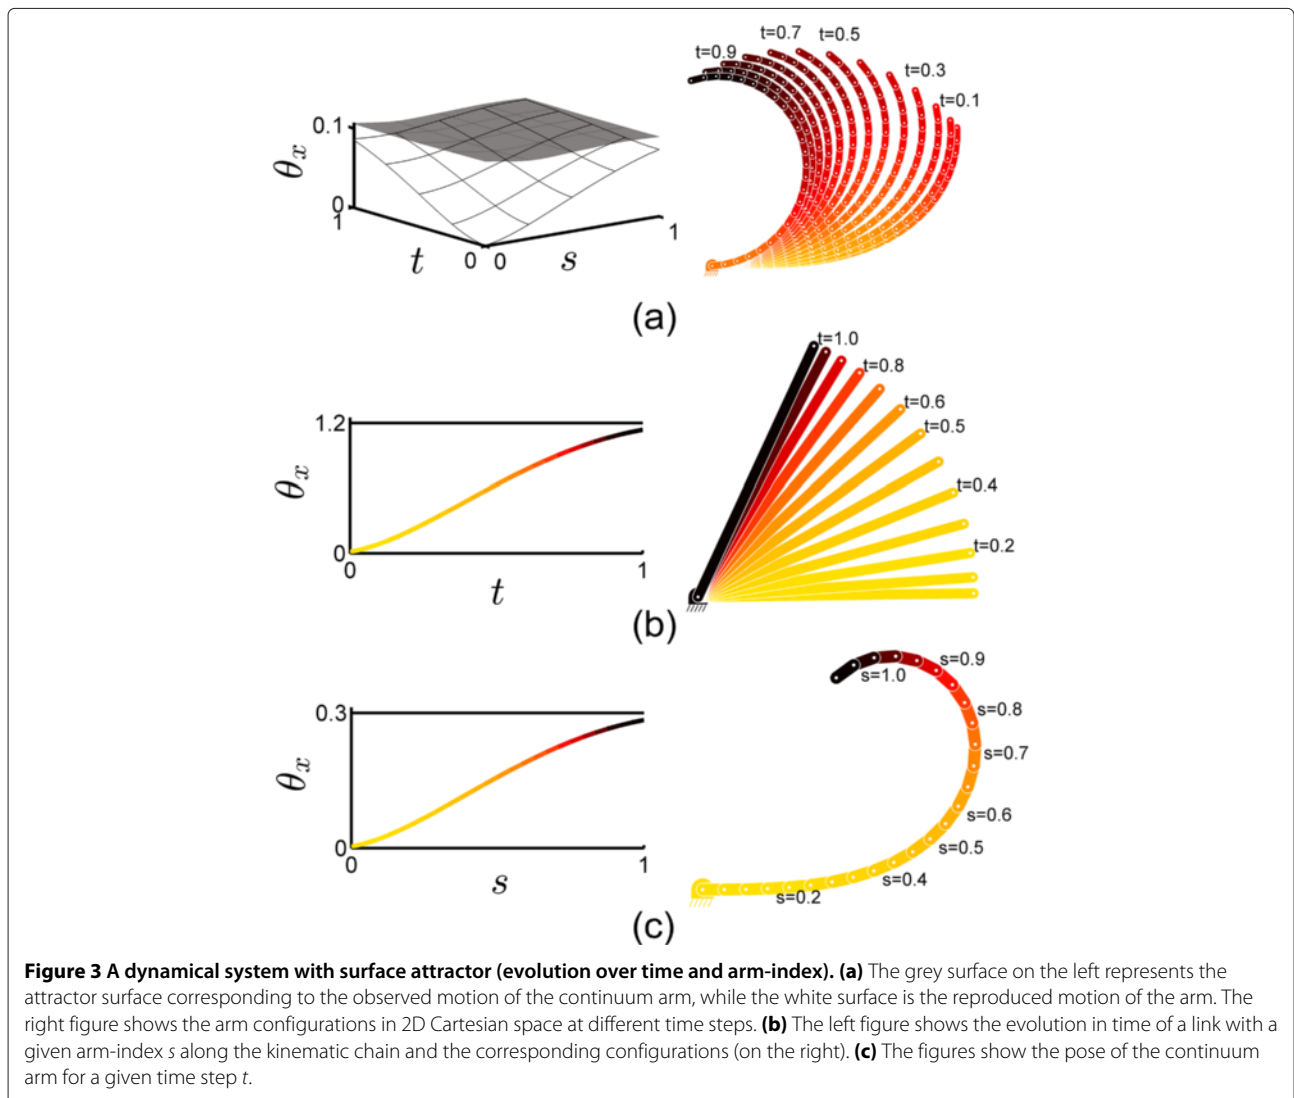 t=0.7
t=0.5
t=0.9
t=0.3
t=0.1
0.1
θx
0
1
t
0
0
s
1
(a)
t=1.0
t=0.8
t=0.6
t=0.5
t=0.4
t=0.2
1.2
θx
0
0
t
1
(b)
s=0.9
s=1.0
s=0.8
s=0.7
s=0.6
s=0.5
s=0.4
s=0.2
0.3
θx
0
0
s
1
(c)
Figure 3 A dynamical system with surface attractor (evolution over time and arm-index). (a) The grey surface on the left represents the
attractor surface corresponding to the observed motion of the continuum arm, while the white surface is the reproduced motion of the arm. The
right figure shows the arm configurations in 2D Cartesian space at different time steps. (b) The left figure shows the evolution in time of a link with a
given arm-index s along the kinematic chain and the corresponding configurations (on the right). (c) The figures show the pose of the continuum
arm for a given time step t.